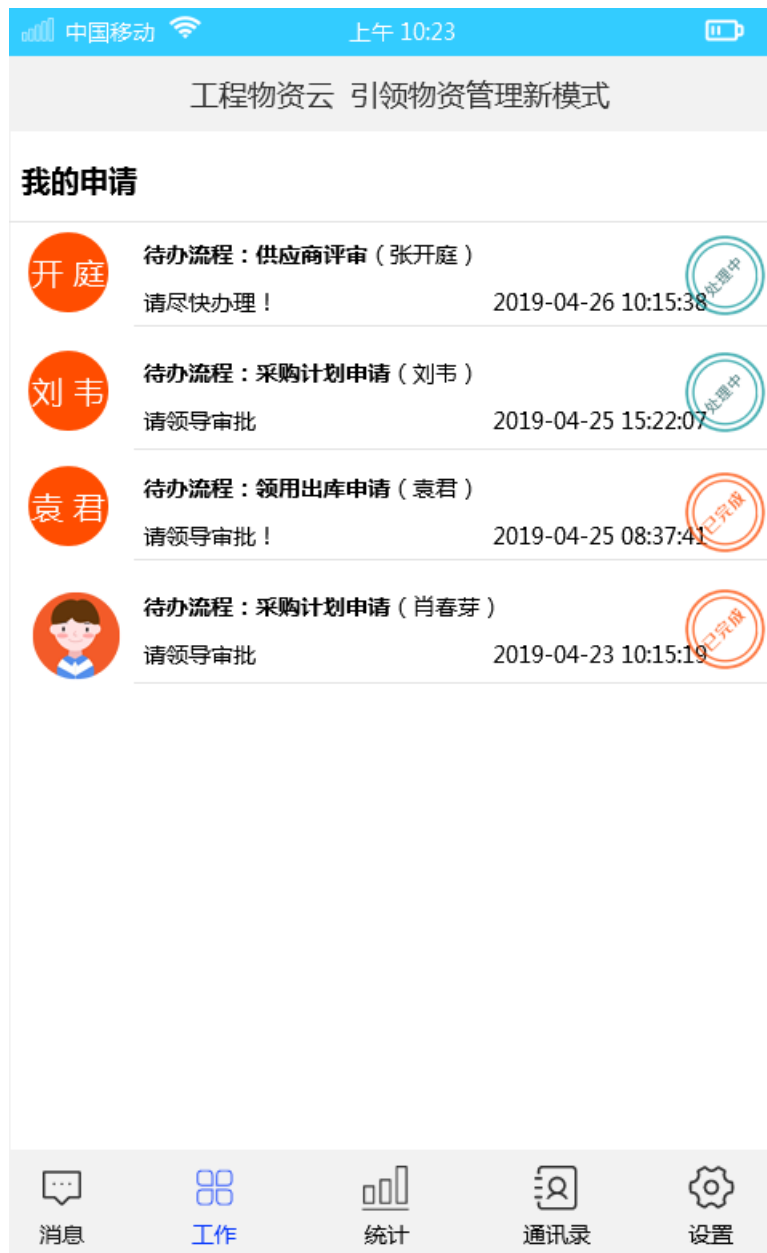 中国移动 上午 10:23
工程物资云 引领物资管理新模式
我的申请
开 庭
待办流程：供应商评审（张开庭）
请尽快办理！ 2019-04-26 10:15:38
处理中
刘 韦
待办流程：采购计划申请（刘韦）
请领导审批 2019-04-25 15:22:07
处理中
袁 君
待办流程：领用出库申请（袁君）
请领导审批！ 2019-04-25 08:37:41
已完成
待办流程：采购计划申请（肖春芽）
请领导审批 2019-04-23 10:15:19
已完成
消息 工作 统计 通讯录 设置